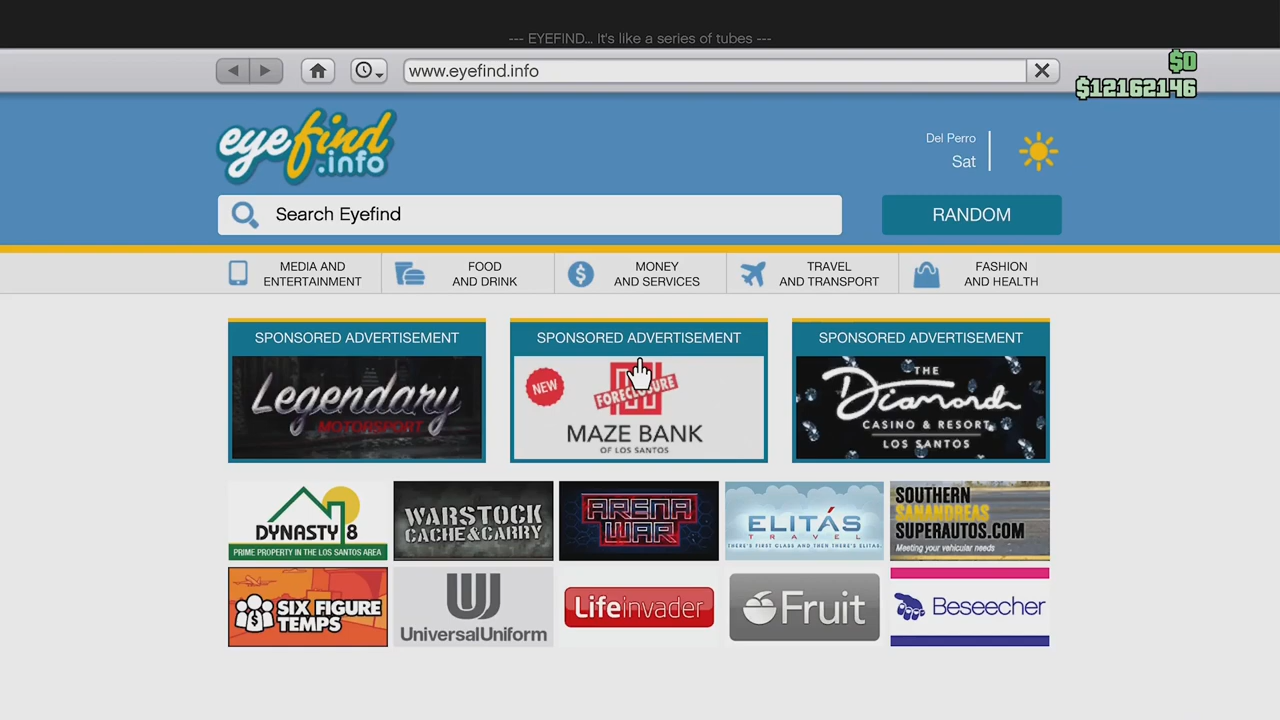 --- EYEFIND... It's like a series of tubes ---
www.eyefind.info
$0
$12162146
eyefind
.info
Del Perro
Sat
Search Eyefind
RANDOM
MEDIA AND
ENTERTAINMENT
FOOD
AND DRINK
MONEY
AND SERVICES
TRAVEL
AND TRANSPORT
FASHION
AND HEALTH
SPONSORED ADVERTISEMENT
Legendary
MOTORSPORT
SPONSORED ADVERTISEMENT
NEW
FORECLOSURE
MAZE BANK
OF LOS SANTOS
SPONSORED ADVERTISEMENT
THE
Diamond
CASINO & RESORT
LOS SANTOS
DYNASTY 8
PRIME PROPERTY IN THE LOS SANTOS AREA
WARSTOCK
CACHE&CARRY
ARENA
WAR
ELITÁS
TRAVEL
THERE'S FIRST CLASS AND THEN THERE'S ELITÁS.
SOUTHERN
SANANDREAS
SUPERAUTOS.COM
Meeting your vehicular needs
SIX FIGURE
TEMPS
UniversalUniform
Lifeinvader
Fruit
Beseecher